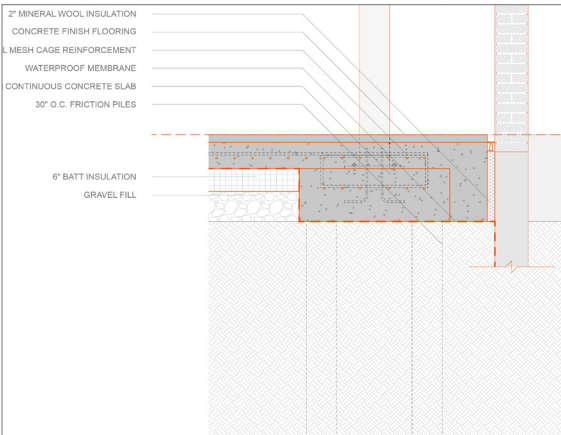 2" MINERAL WOOL INSULATION
CONCRETE FINISH FLOORING
L MESH CAGE REINFORCEMENT
WATERPROOF MEMBRANE
CONTINUOUS CONCRETE SLAB
30" O.C. FRICTION PILES
6" BATT INSULATION
GRAVEL FILL